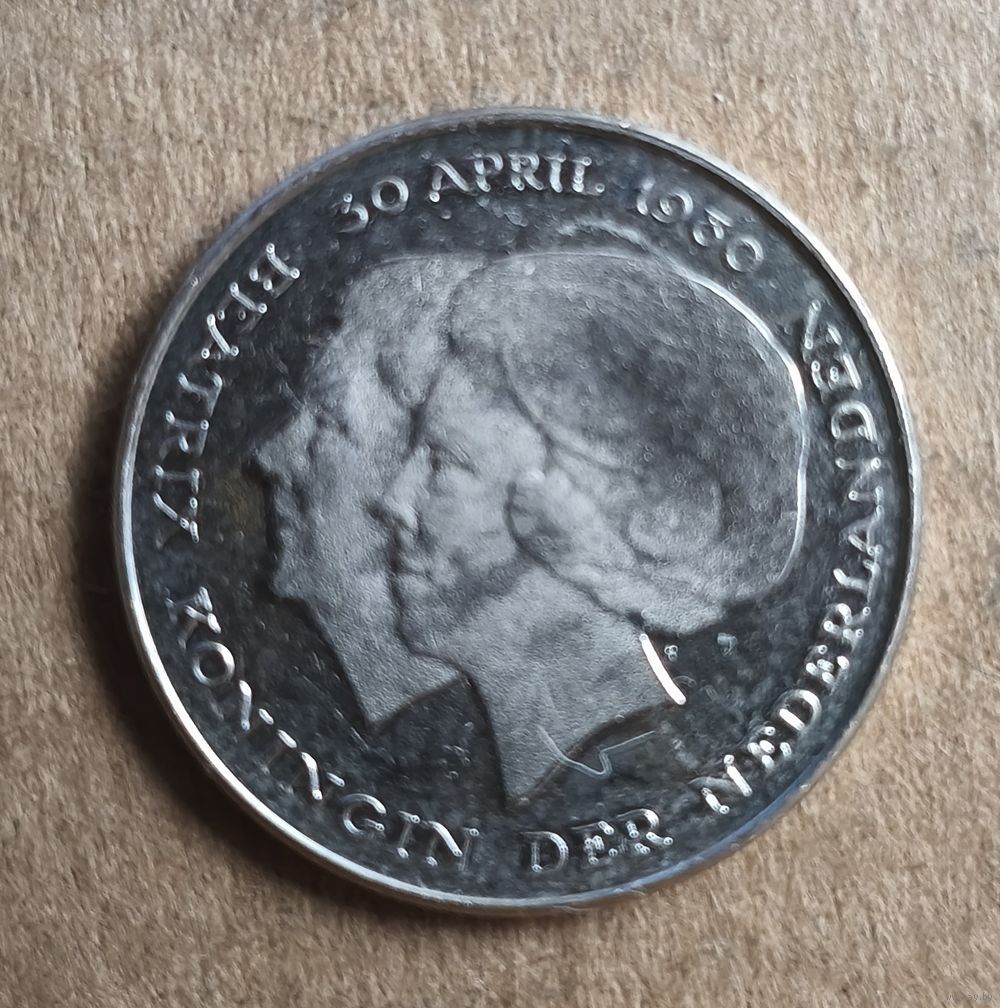 BEATRIX KONINGIN DER NEDERLANDEN
30 APRIL 1980